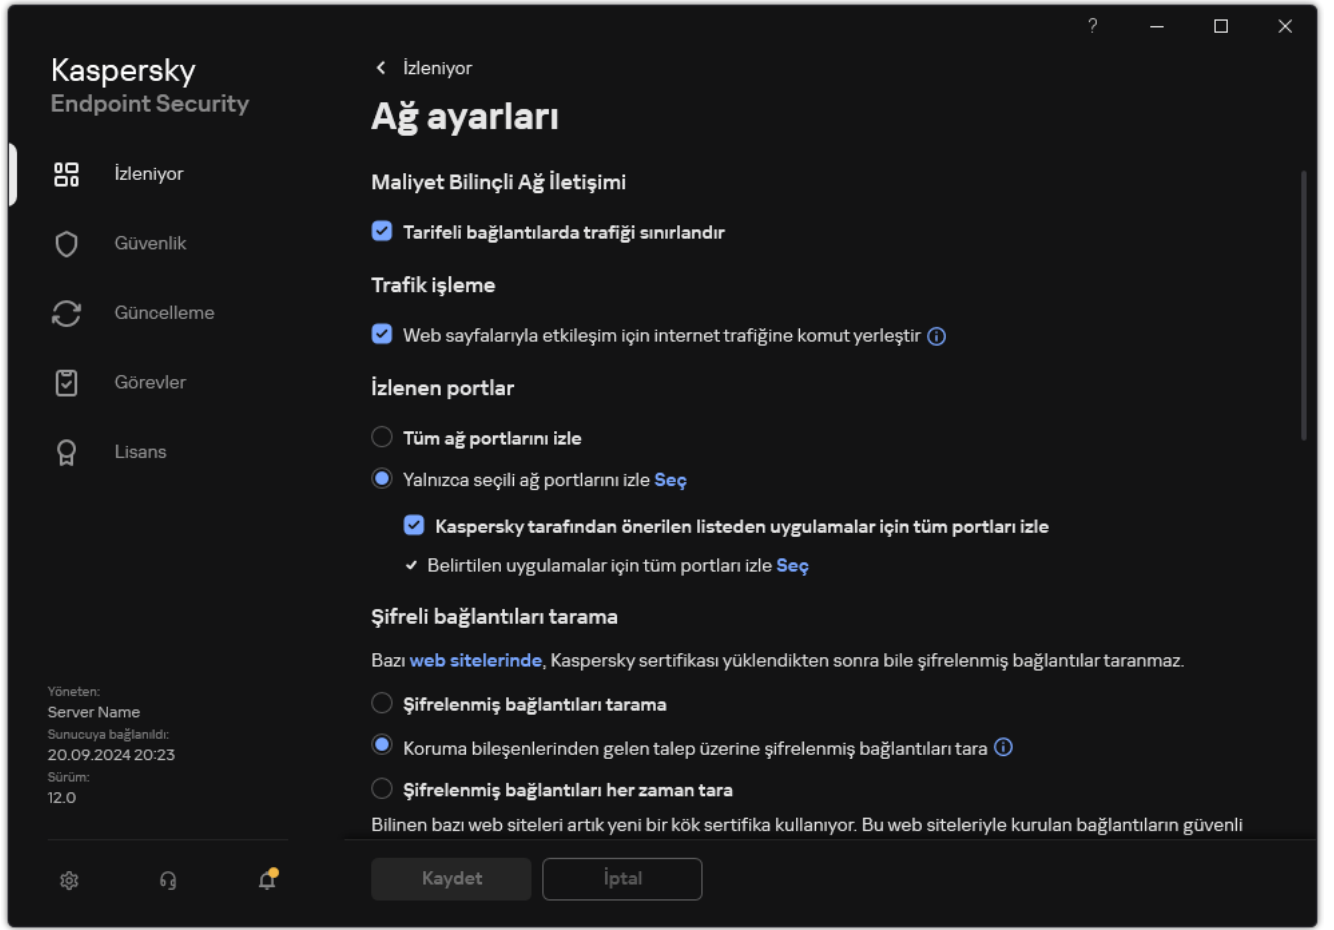 Kaspersky
Endpoint Security
İzleniyor
Güvenlik
Güncelleme
Görevler
Lisans
Yöneten:
Server Name
Sunucuya bağlanıldı:
20.09.2024 20:23
Sürüm:
12.0
İzleniyor
Ağ ayarları
Maliyet Bilinçli Ağ İletişimi
Tarifeli bağlantılarda trafiği sınırlandır
Trafik işleme
Web sayfalarıyla etkileşim için internet trafiğine komut yerleştir
İzlenen portlar
Tüm ağ portlarını izle
Yalnızca seçili ağ portlarını izle Seç
Kaspersky tarafından önerilen listeden uygulamalar için tüm portları izle
Belirtilen uygulamalar için tüm portları izle Seç
Şifreli bağlantıları tarama
Bazı web sitelerinde, Kaspersky sertifikası yüklendikten sonra bile şifrelenmiş bağlantılar taranmaz.
Şifrelenmiş bağlantıları tarama
Koruma bileşenlerinden gelen talep üzerine şifrelenmiş bağlantıları tara
Şifrelenmiş bağlantıları her zaman tara
Bilinen bazı web siteleri artık yeni bir kök sertifika kullanıyor. Bu web siteleriyle kurulan bağlantıların güvenli
Kaydet
İptal